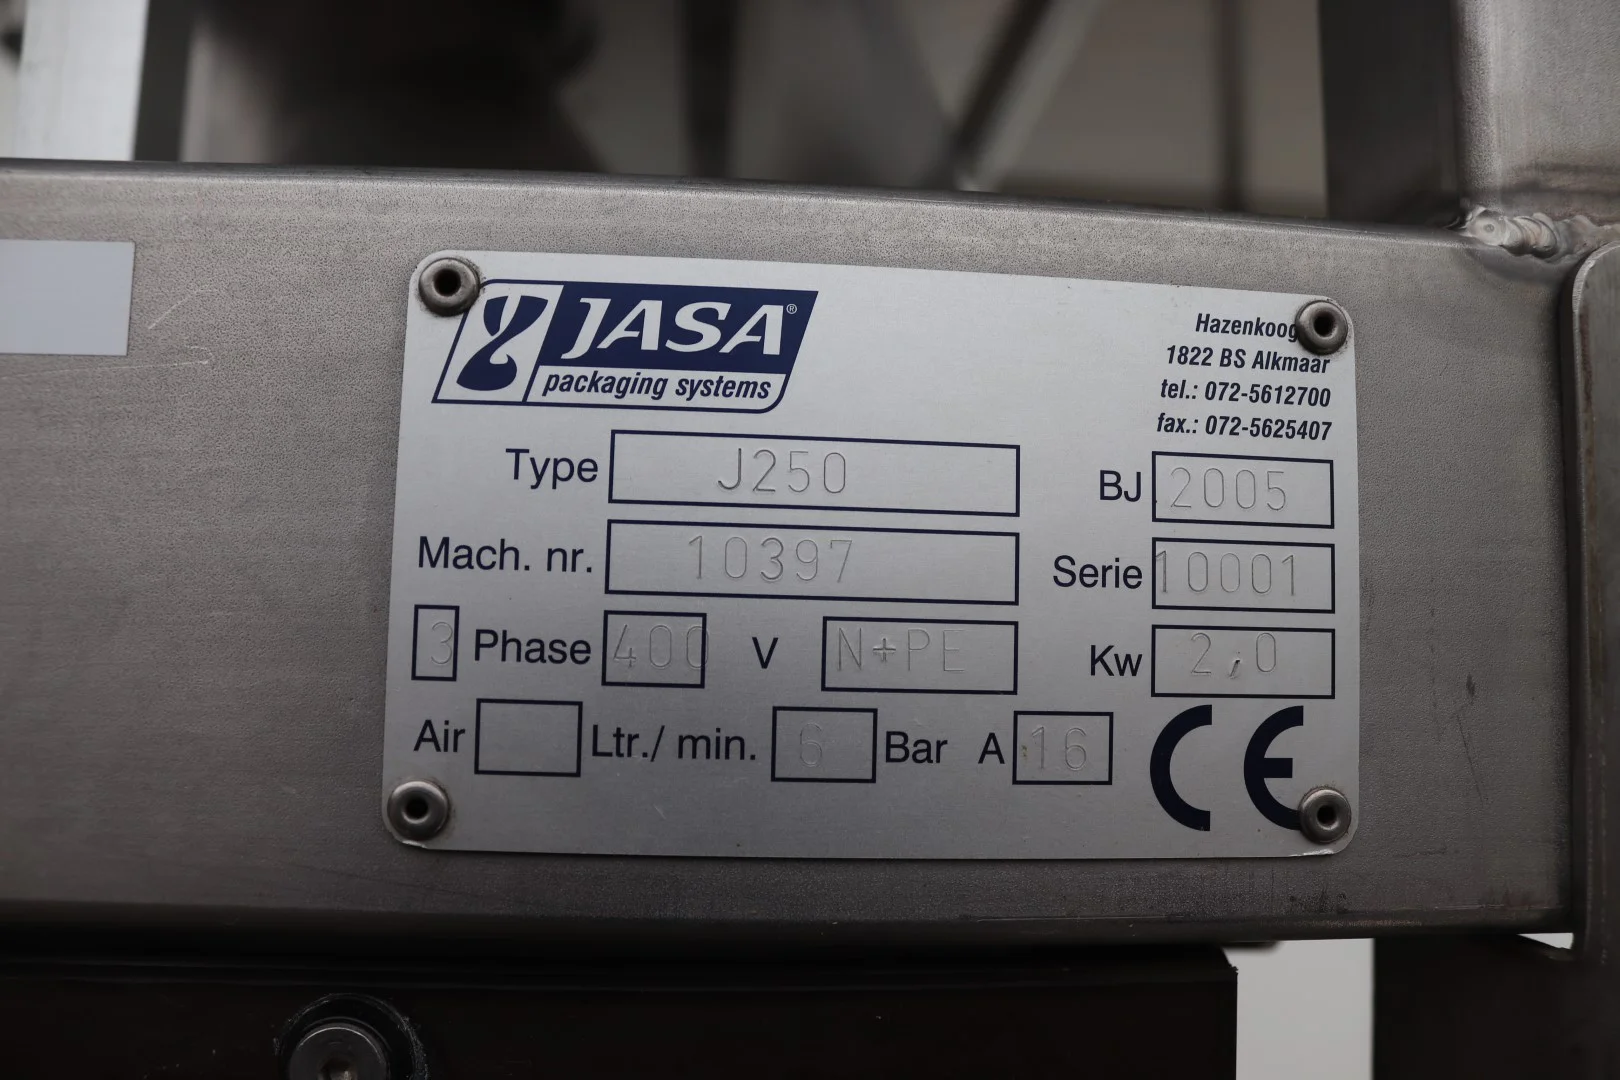 JASA®
packaging systems
Hazenkoog
1822 BS Alkmaar
tel.: 072-5612700
fax.: 072-5625407
Type J250 BJ 2005
Mach. nr. 10397 Serie 10001
3 Phase 400 V N+PE Kw 2,0
Air Ltr./ min. 6 Bar A 16 CE